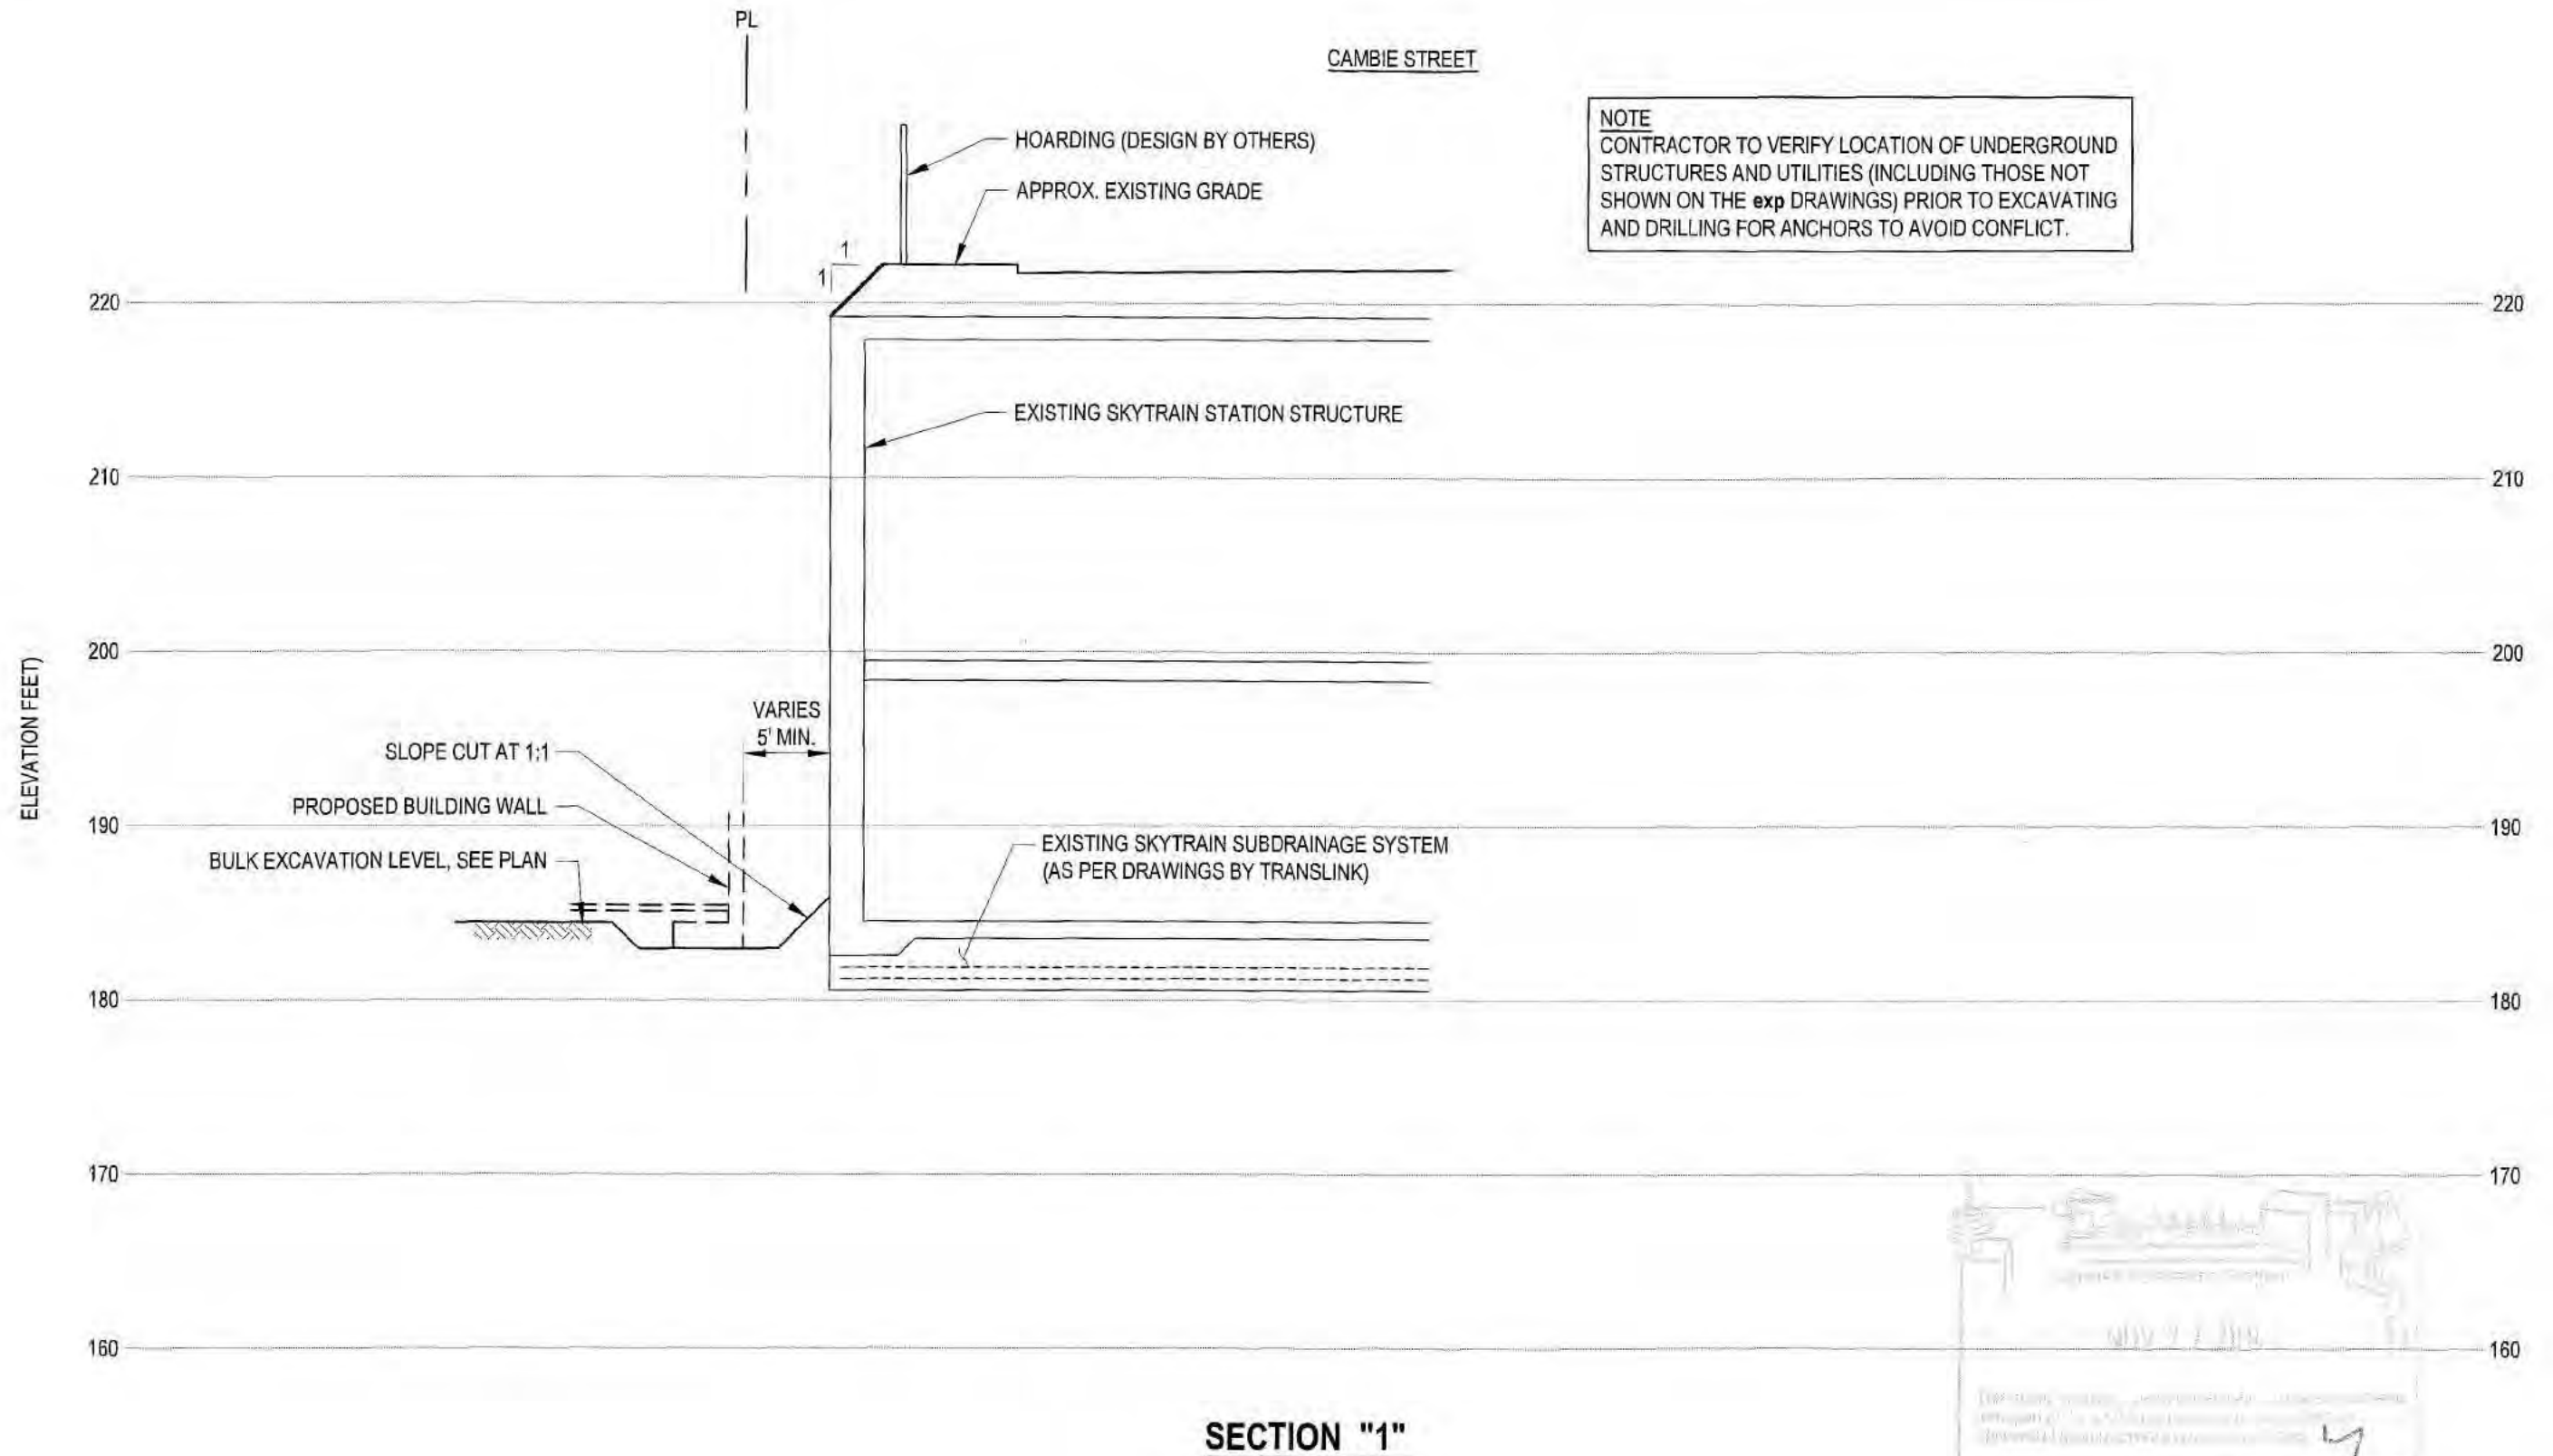 PL
CAMBIE STREET
HOARDING (DESIGN BY OTHERS)
APPROX. EXISTING GRADE
NOTE
CONTRACTOR TO VERIFY LOCATION OF UNDERGROUND
STRUCTURES AND UTILITIES (INCLUDING THOSE NOT
SHOWN ON THE exp DRAWINGS) PRIOR TO EXCAVATING
AND DRILLING FOR ANCHORS TO AVOID CONFLICT.
1
1
220
220
EXISTING SKYTRAIN STATION STRUCTURE
210
210
200
200
ELEVATION FEET)
VARIES
5' MIN.
SLOPE CUT AT 1:1
PROPOSED BUILDING WALL
190
190
BULK EXCAVATION LEVEL, SEE PLAN
EXISTING SKYTRAIN SUBDRAINAGE SYSTEM
(AS PER DRAWINGS BY TRANSLINK)
180
180
170
170
NOV
160
160
SECTION "1"